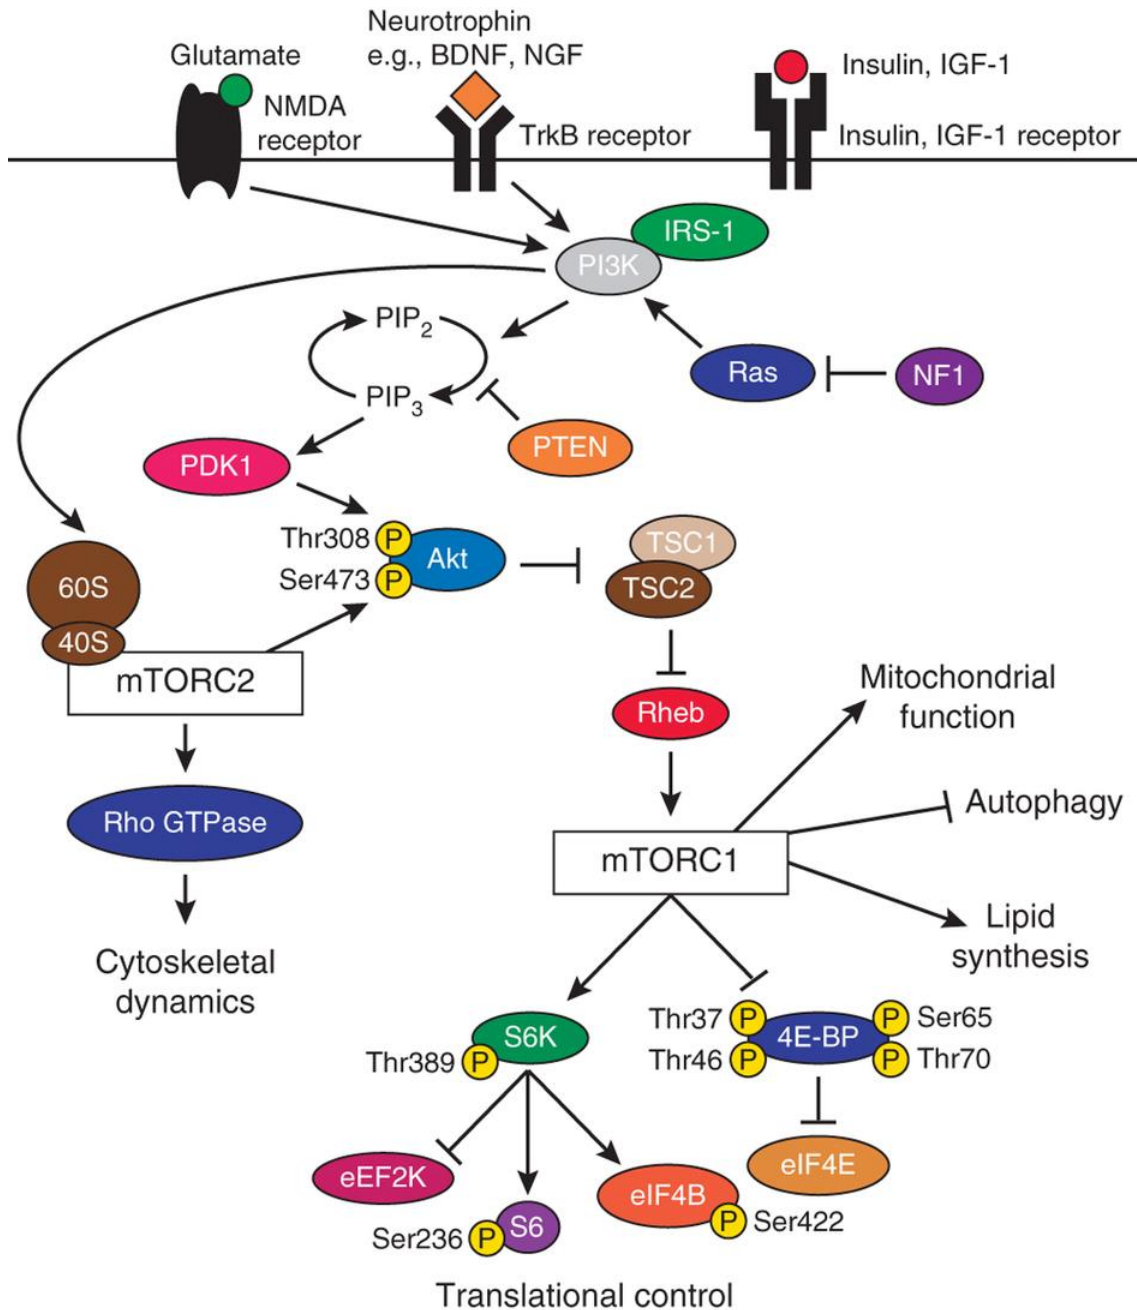 Neurotrophin
e.g., BDNF, NGF
Glutamate
NMDA
receptor
TrkB receptor
Insulin, IGF-1
Insulin, IGF-1 receptor
IRS-1
PI3K
PIP2
PIP3
Ras
NF1
PTEN
PDK1
Thr308
P
Ser473
P
Akt
TSC1
TSC2
60S
40S
mTORC2
Rheb
Mitochondrial
function
Rho GTPase
Autophagy
mTORC1
Lipid
synthesis
Cytoskeletal
dynamics
S6K
Thr389
P
Thr37
P
Thr46
P
4E-BP
P
Ser65
P
Thr70
eEF2K
eIF4B
P
Ser422
eIF4E
Ser236
P
S6
Translational control